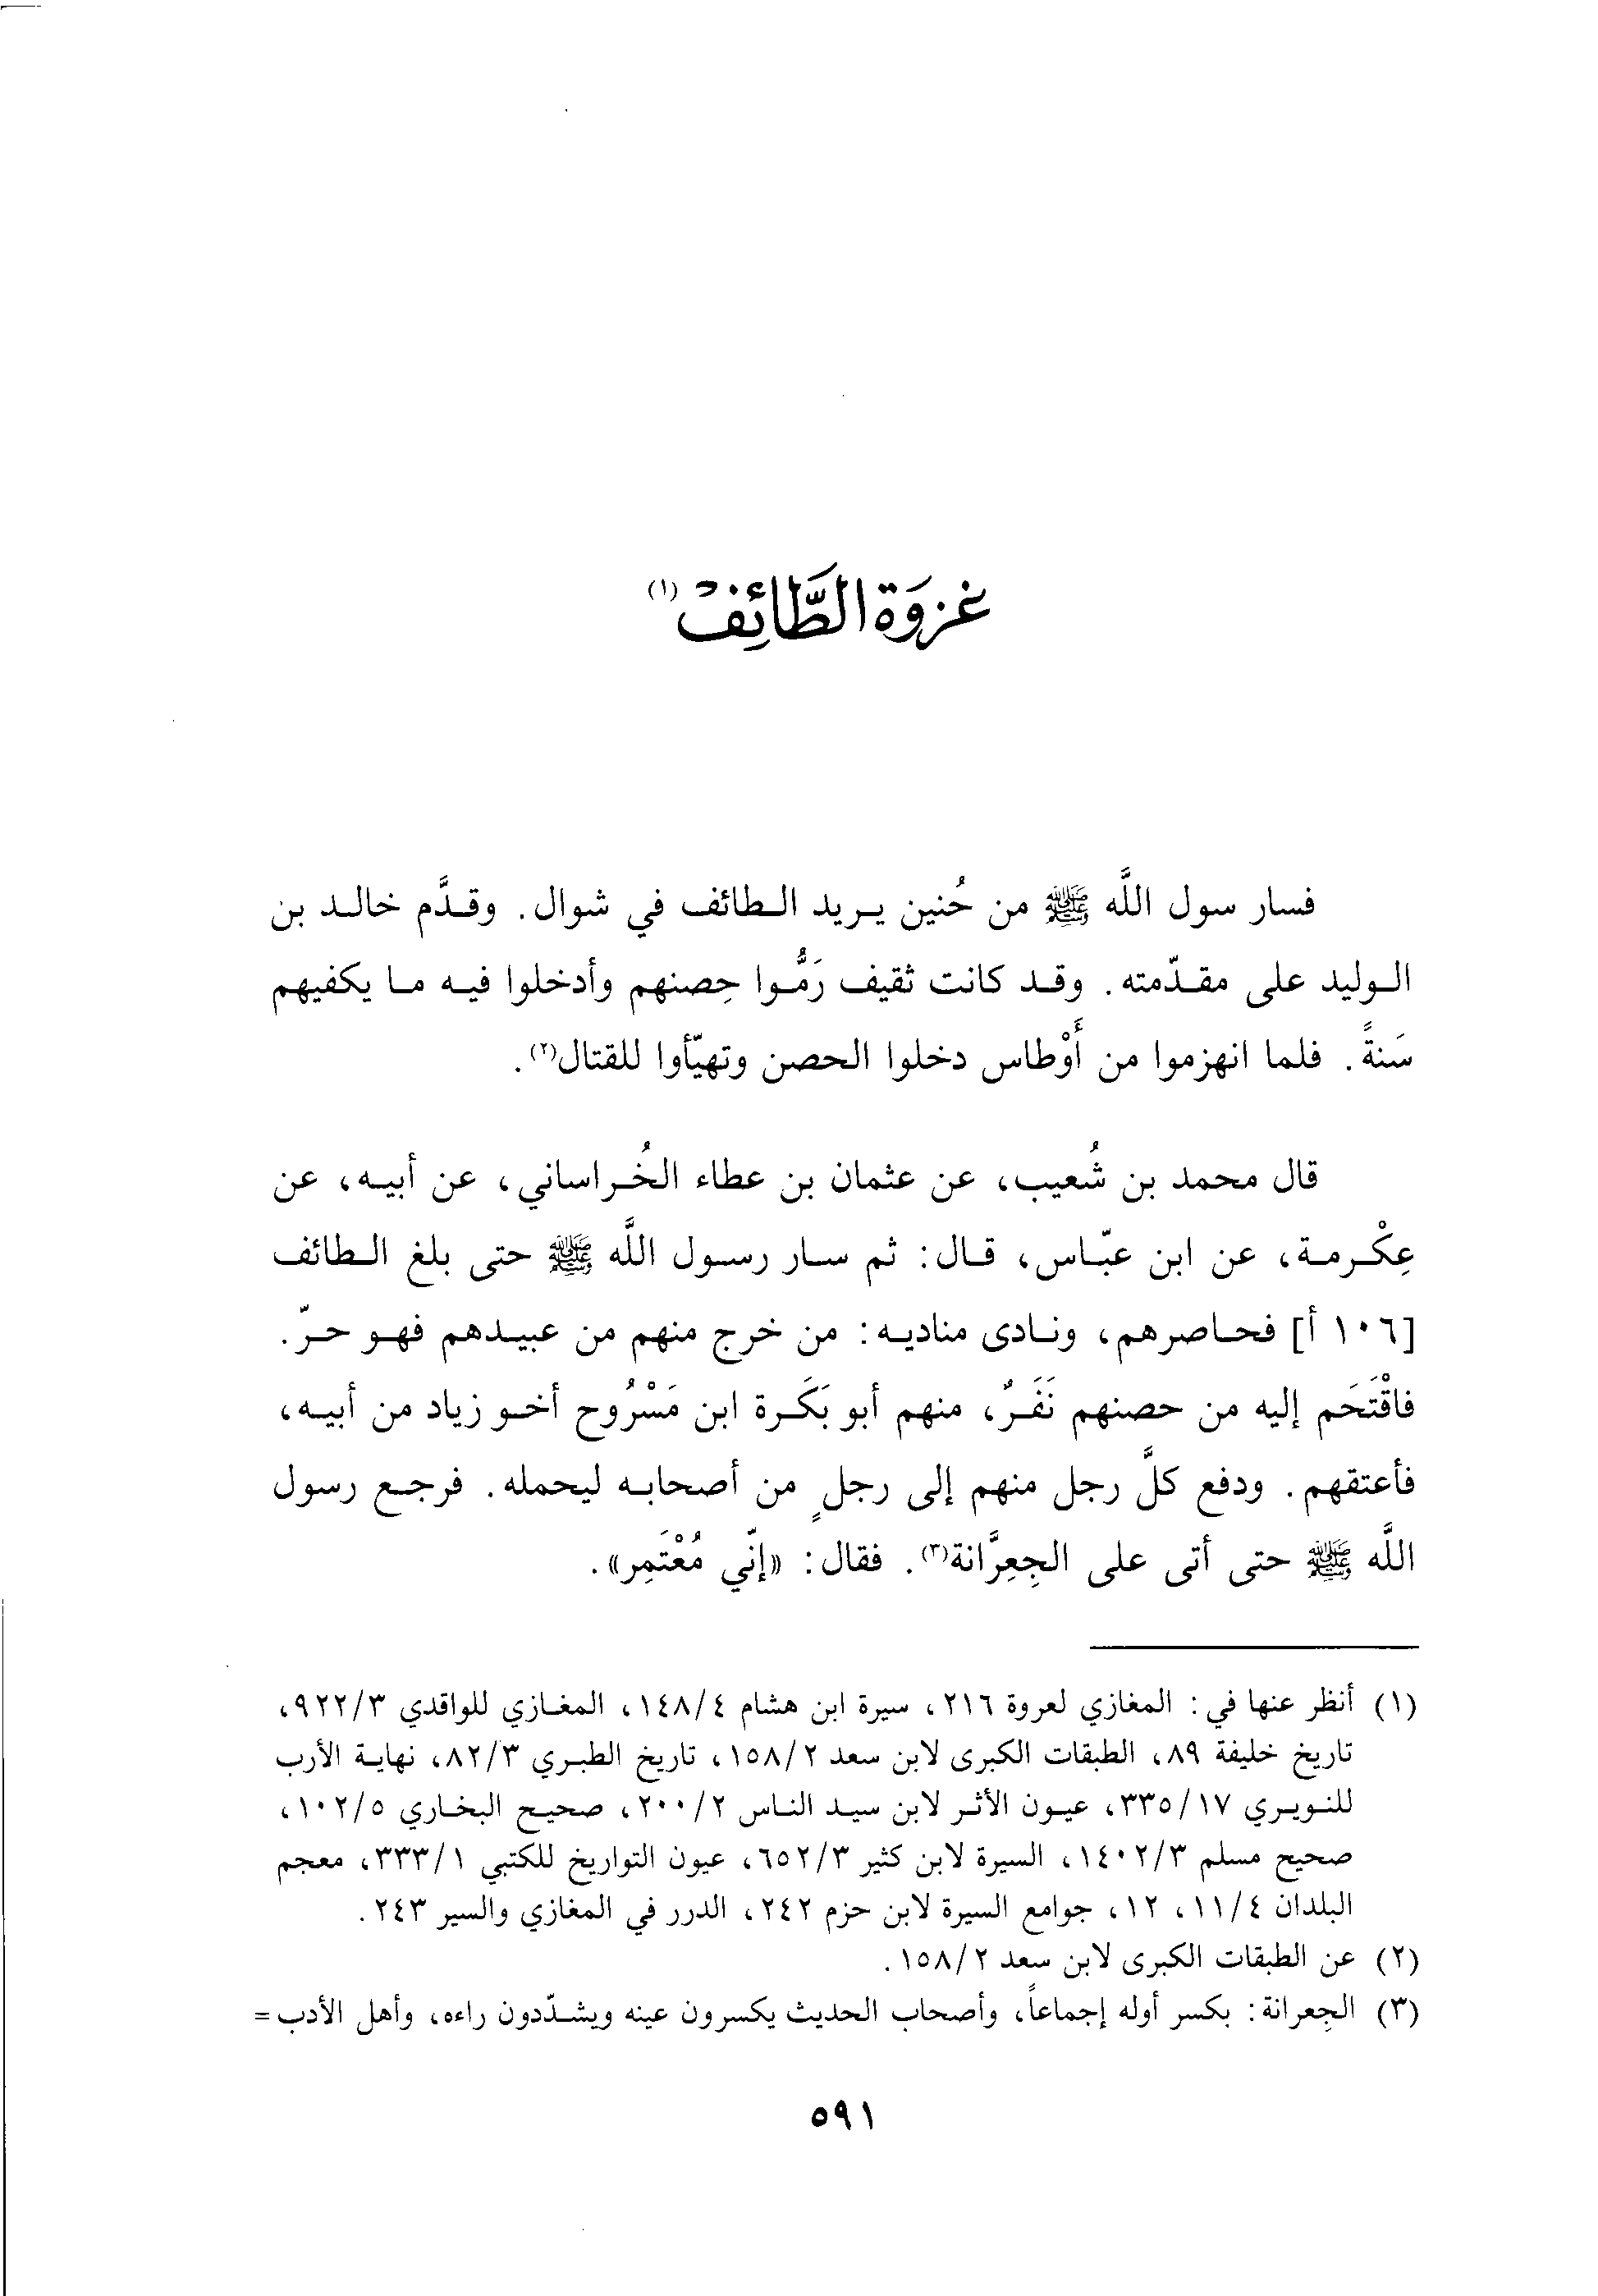 غزوة الطَّائِف (١)
فسار سول اللَّه ﷺ من حُنين يريد الطائف في شوال. وقدَّم خالد بن
الوليد على مقدّمته. وقد كانت ثقيف رَمُّوا حِصنهم وأدخلوا فيه ما يكفيهم
سَنةً. فلما انهزموا من أَوْطاس دخلوا الحصن وتهيّأوا للقتال(٢).
قال محمد بن شُعيب، عن عثمان بن عطاء الخُراساني، عن أبيه، عن
عِكْرمة، عن ابن عبّاس، قال: ثم سار رسول اللَّه ﷺ حتى بلغ الطائف
[١٠٦ أ] فحاصرهم، ونادى مناديه: من خرج منهم من عبيدهم فهو حرّ.
فاقْتَحَم إليه من حصنهم نَفَرٌ، منهم أبو بَكَرة ابن مَسْرُوح أخو زياد من أبيه،
فأعتقهم. ودفع كلَّ رجل منهم إلى رجلٍ من أصحابه ليحمله. فرجع رسول
اللَّه ﷺ حتى أتى على الجِعِرَّانة(٣). فقال: «إنّي مُعْتَمِر».
(١) أنظر عنها في: المغازي لعروة ٢١٦، سيرة ابن هشام ١٤٨/٤، المغازي للواقدي ٩٢٢/٣،
تاريخ خليفة ٨٩، الطبقات الكبرى لابن سعد ١٥٨/٢، تاريخ الطبري ٨٢/٣، نهاية الأرب
للنويري ٣٣٥/١٧، عيون الأثر لابن سيد الناس ٢٠٠/٢، صحيح البخاري ١٠٢/٥،
صحيح مسلم ١٤٠٢/٣، السيرة لابن كثير ٦٥٢/٣، عيون التواريخ للكتبي ٣٣٣/١، معجم
البلدان ١١/٤، ١٢، جوامع السيرة لابن حزم ٢٤٢، الدرر في المغازي والسير ٢٤٣.
(٢) عن الطبقات الكبرى لابن سعد ١٥٨/٢.
(٣) الجِعرانة: بكسر أوله إجماعاً، وأصحاب الحديث يكسرون عينه ويشدّدون راءه، وأهل الأدب =
٥٩١